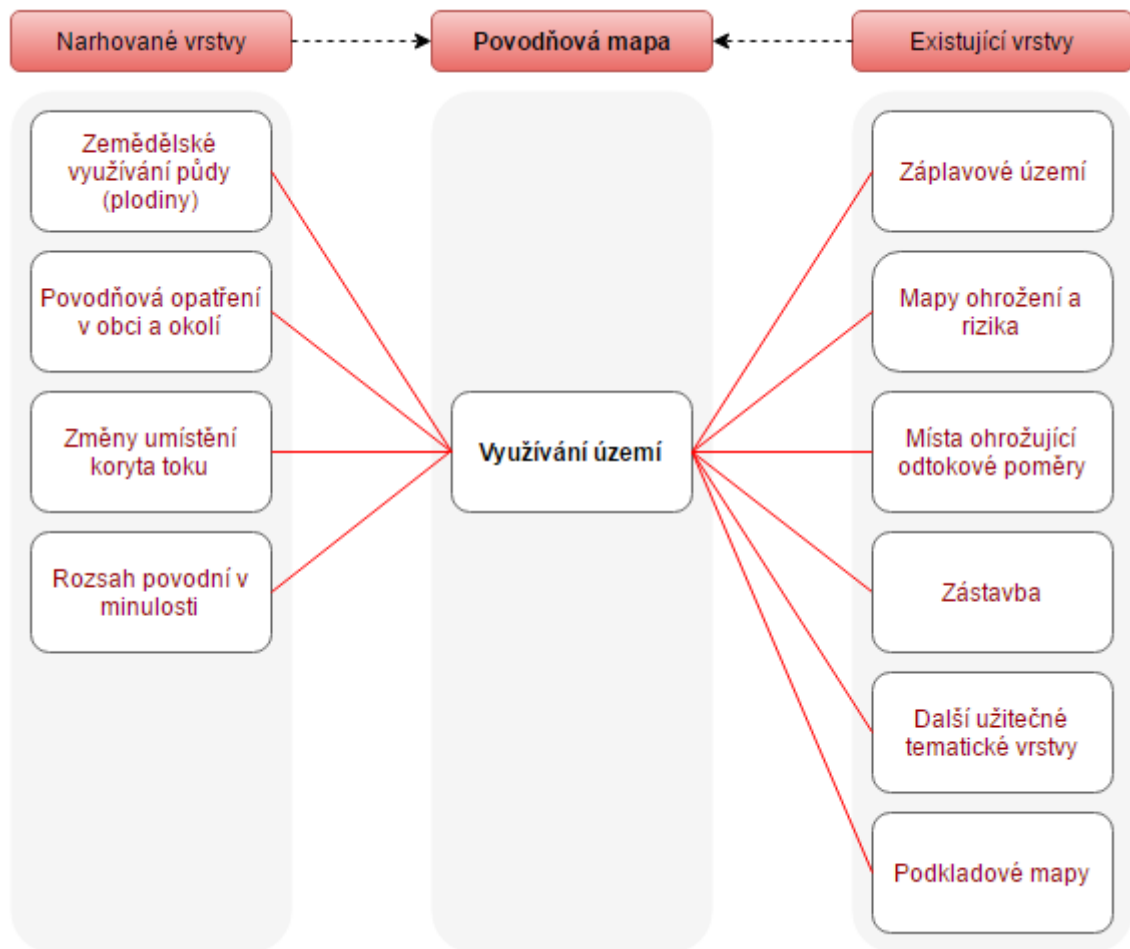 Narhované vrstvy
Povodňová mapa
Existující vrstvy
Zemědělské
využívání půdy
(plodiny)
Povodňová opatření
v obci a okolí
Změny umístění
koryta toku
Rozsah povodní v
minulosti
Využívání území
Záplavové území
Mapy ohrožení a
rizika
Místa ohrožující
odtokové poměry
Zástavba
Další užitečné
tematické vrstvy
Podkladové mapy